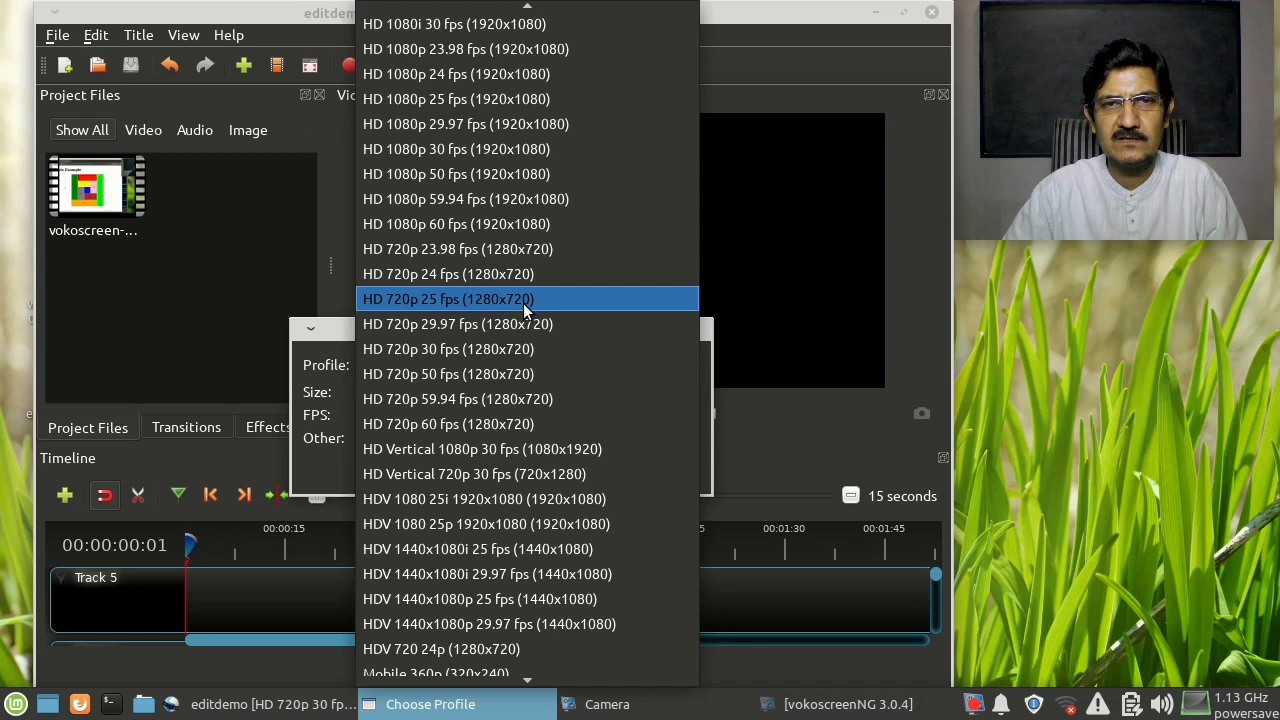 editdem
File Edit Title View Help
Project Files
Show All Video Audio Image
vokoscreen-...
Project Files Transitions Effects
Timeline
15 seconds
00:00:15
01:30
00:01:45
00:00:00:01
Track 5
Profile:
Size:
FPS:
Other:
HD 1080i 30 fps (1920x1080)
HD 1080p 23.98 fps (1920x1080)
HD 1080p 24 fps (1920x1080)
HD 1080p 25 fps (1920x1080)
HD 1080p 29.97 fps (1920x1080)
HD 1080p 30 fps (1920x1080)
HD 1080p 50 fps (1920x1080)
HD 1080p 59.94 fps (1920x1080)
HD 1080p 60 fps (1920x1080)
HD 720p 23.98 fps (1280x720)
HD 720p 24 fps (1280x720)
HD 720p 25 fps (1280x720)
HD 720p 29.97 fps (1280x720)
HD 720p 30 fps (1280x720)
HD 720p 50 fps (1280x720)
HD 720p 59.94 fps (1280x720)
HD 720p 60 fps (1280x720)
HD Vertical 1080p 30 fps (1080x1920)
HD Vertical 720p 30 fps (720x1280)
HDV 1080 25i 1920x1080 (1920x1080)
HDV 1080 25p 1920x1080 (1920x1080)
HDV 1440x1080i 25 fps (1440x1080)
HDV 1440x1080i 29.97 fps (1440x1080)
HDV 1440x1080p 25 fps (1440x1080)
HDV 1440x1080p 29.97 fps (1440x1080)
HDV 720 24p (1280x720)
Mobile 360p (320x240)
editdemo [HD 720p 30 fp... Choose Profile Camera [vokoscreenNG 3.0.4]
1.13 GHz
powersave